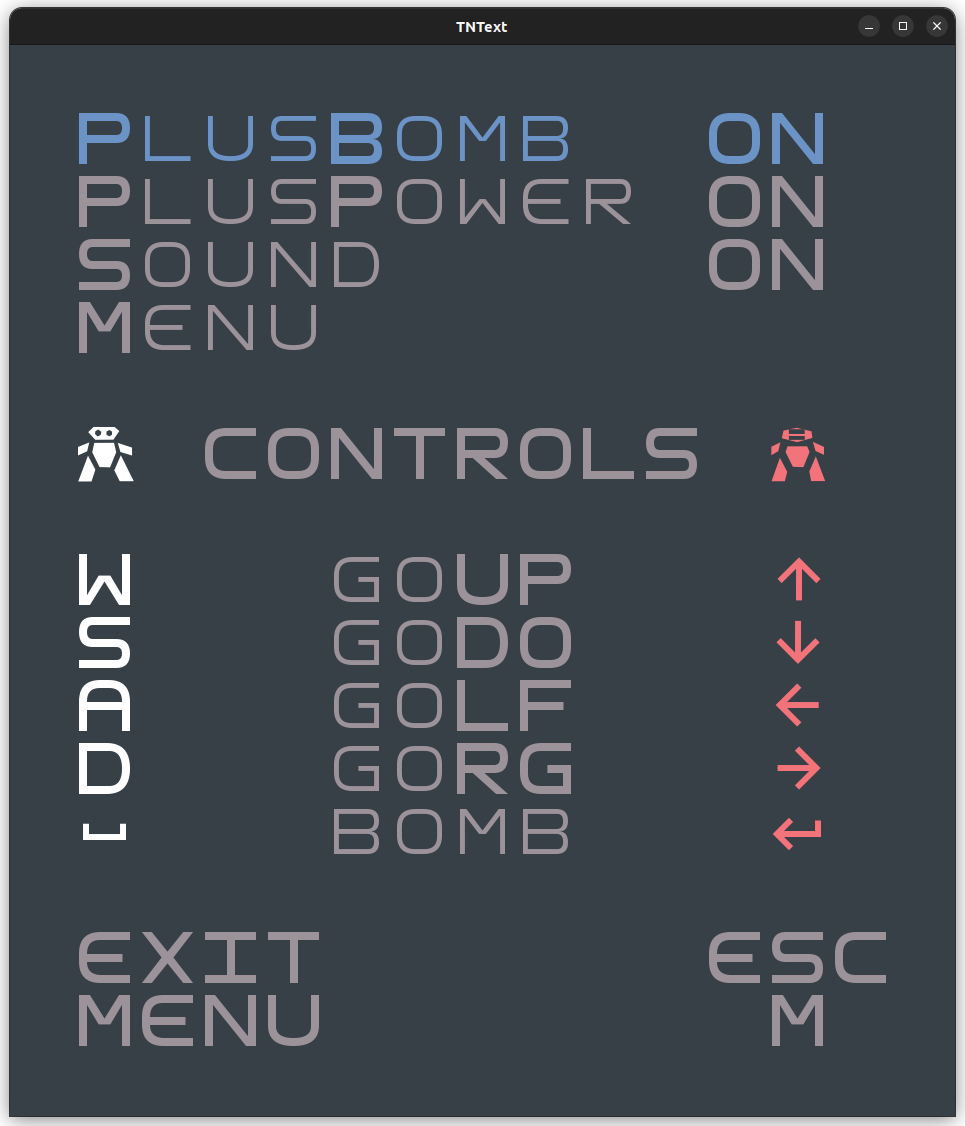 TNText
PLUSBOMB ON
PLUSPOWER ON
SOUND ON
MENU
CONTROLS
W GOUP ↑
S GODO ↓
A GOLF ←
D GORG →
⎵ BOMB ↵
EXIT ESC
MENU M